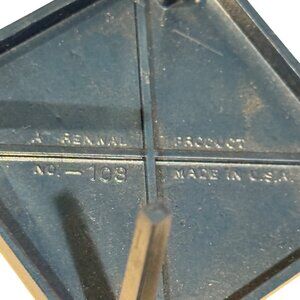 A RENWAL PRODUCT
NO. - 108 MADE IN U.S.A.